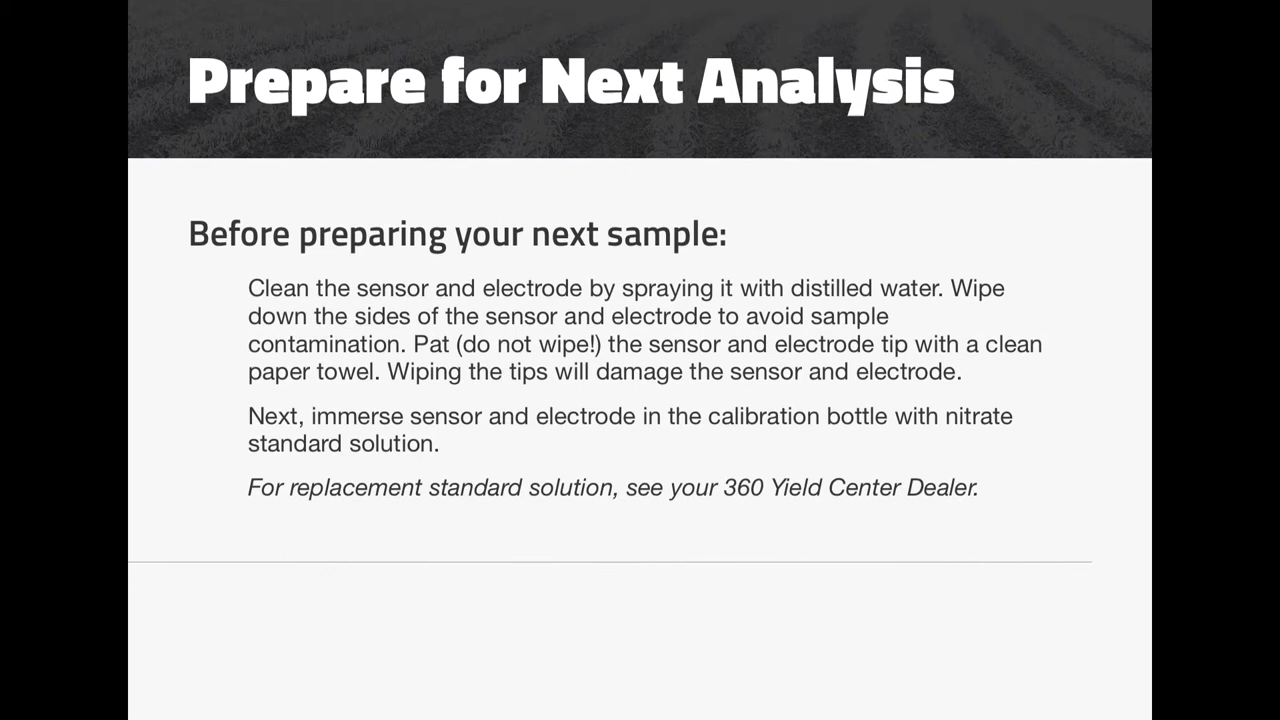 Prepare for Next Analysis
Before preparing your next sample:
Clean the sensor and electrode by spraying it with distilled water. Wipe
down the sides of the sensor and electrode to avoid sample
contamination. Pat (do not wipe!) the sensor and electrode tip with a clean
paper towel. Wiping the tips will damage the sensor and electrode.
Next, immerse sensor and electrode in the calibration bottle with nitrate
standard solution.
For replacement standard solution, see your 360 Yield Center Dealer.